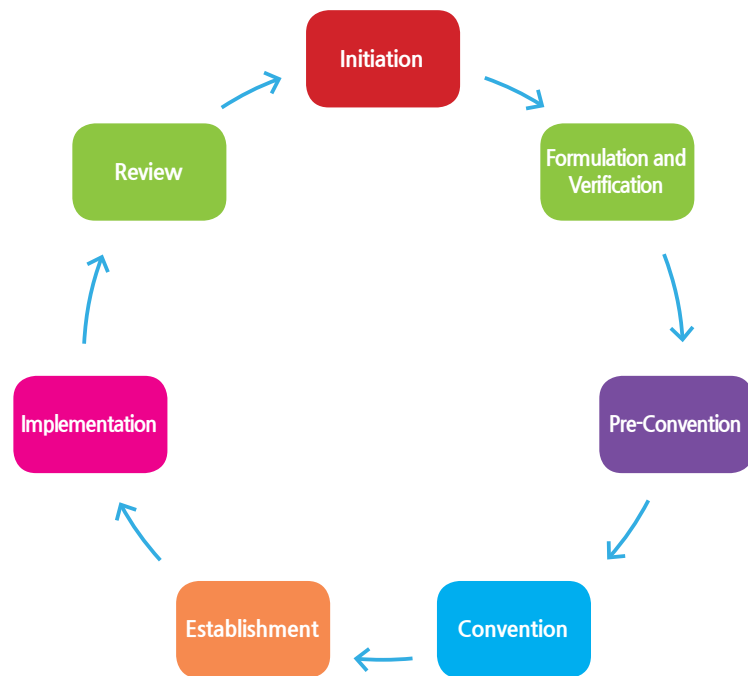 Initiation
Formulation and
Verification
Pre-Convention
Convention
Establishment
Implementation
Review